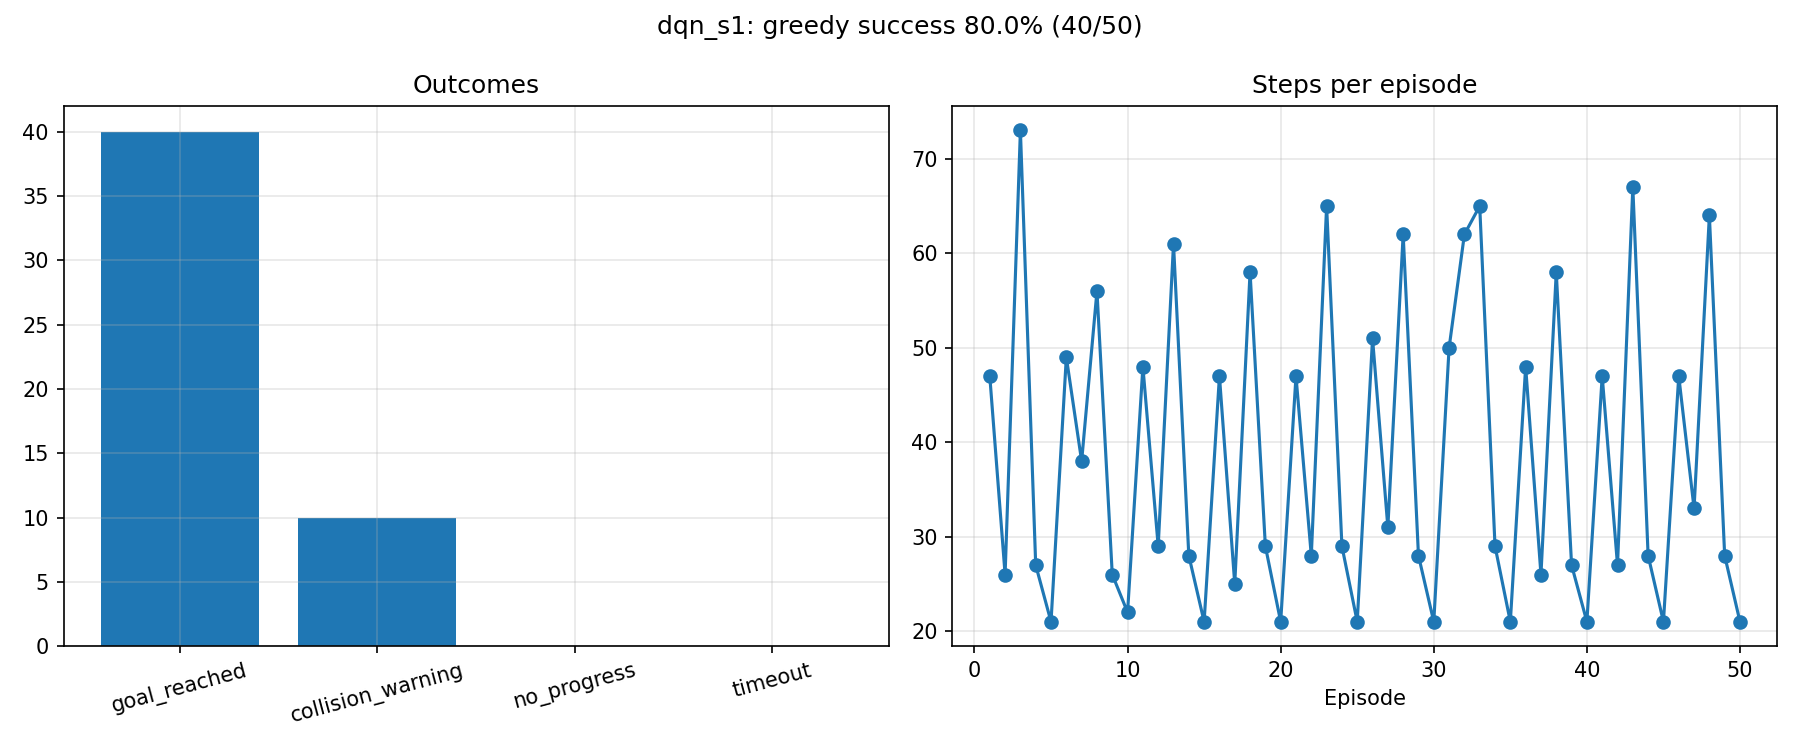 dqn_s1: greedy success 80.0% (40/50)
Outcomes
40
35
30
25
20
15
10
5
0
goal_reached
collision_warning
no_progress
timeout
Steps per episode
70
60
50
40
30
20
0
10
20
30
40
50
Episode